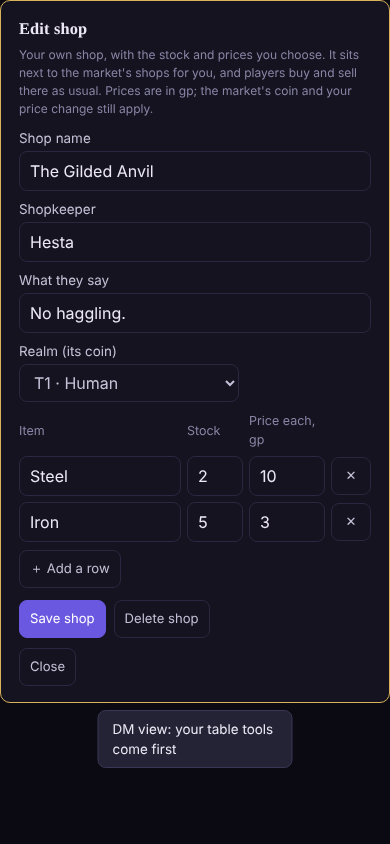 Edit shop
Your own shop, with the stock and prices you choose. It sits
next to the market's shops for you, and players buy and sell
there as usual. Prices are in gp; the market's coin and your
price change still apply.
Shop name
The Gilded Anvil
Shopkeeper
Hesta
What they say
No haggling.
Realm (its coin)
T1 · Human
Item Stock Price each, gp
Steel 2 10 ×
Iron 5 3 ×
+ Add a row
Save shop Delete shop
Close
DM view: your table tools
come first